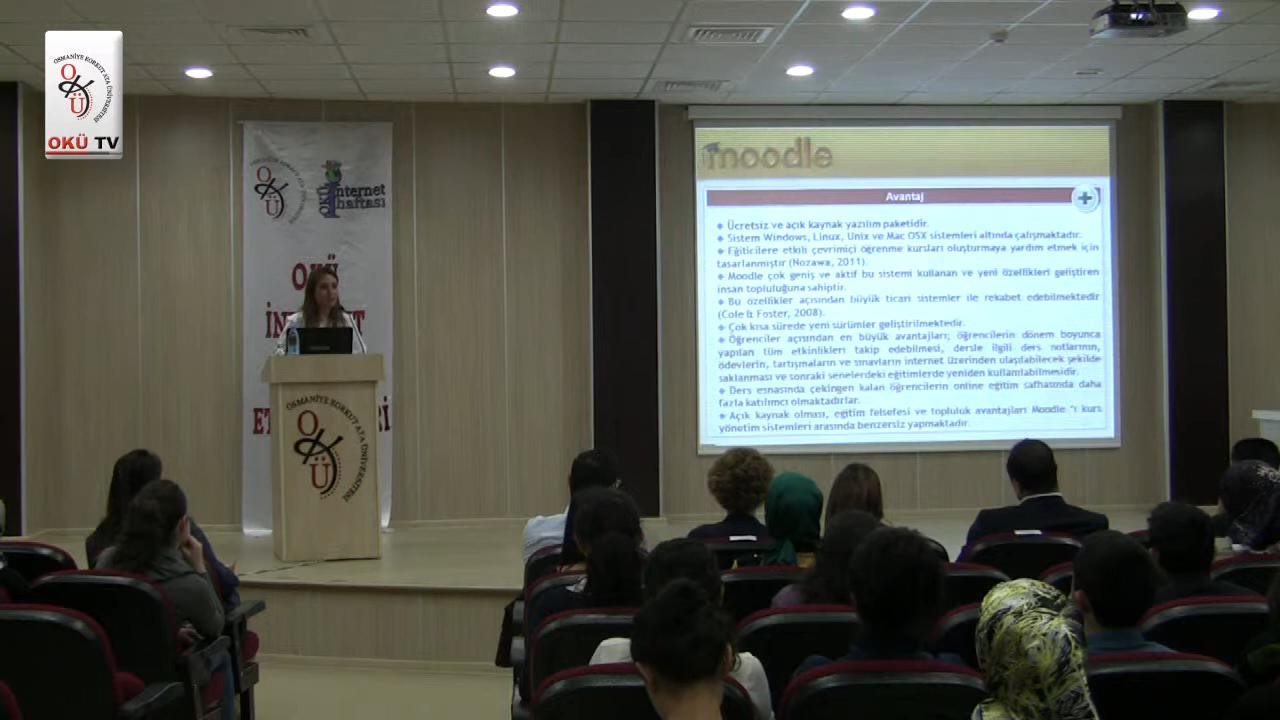 OSMANİYE KORKUT ATA ÜNİVERSİTESİ
OKÜ
OKÜ TV
OKÜ
OKÜ
internet
haftası
OKÜ
moodle
Avantaj
Ücretsiz ve açık kaynak yazılım paketidir.
Sistem Windows, Linux, Unix ve Mac OSX sistemleri altında çalışmaktadır.
Eğiticilere etkili çevrimiçi öğrenme kursları oluşturmaya yardım etmek için
tasarlanmıştır (Nozawa, 2011).
Moodle çok geniş ve aktif bu sistemi kullanan ve yeni özellikleri geliştiren
insan topluluğuna sahiptir.
Bu özellikler açısından büyük ticari sistemler ile rekabet edebilmektedir
(Cole & Foster, 2008).
Çok kısa sürede yeni sürümler geliştirilmektedir.
Öğrenciler açısından en büyük avantajları; öğrencilerin dönem boyunca
yapılan tüm etkinlikleri takip edebilmesi, dersle ilgili ders notlarının,
ödevlerin, tartışmaların ve sınavların internet üzerinden ulaşılabilecek şekilde
saklanması ve sonraki senelerdeki eğitimlerde yeniden kullanılabilmesidir.
Ders esnasında çekingen kalan öğrencilerin online eğitim safhasında daha
fazla katılımcı olmaktadırlar.
Açık kaynak olması, eğitim felsefesi ve topluluk avantajları Moodle "ı kurs
yönetim sistemleri arasında benzersiz yapmaktadır.
OSMANİYE KORKUT ATA ÜNİVERSİTESİ
OKÜ